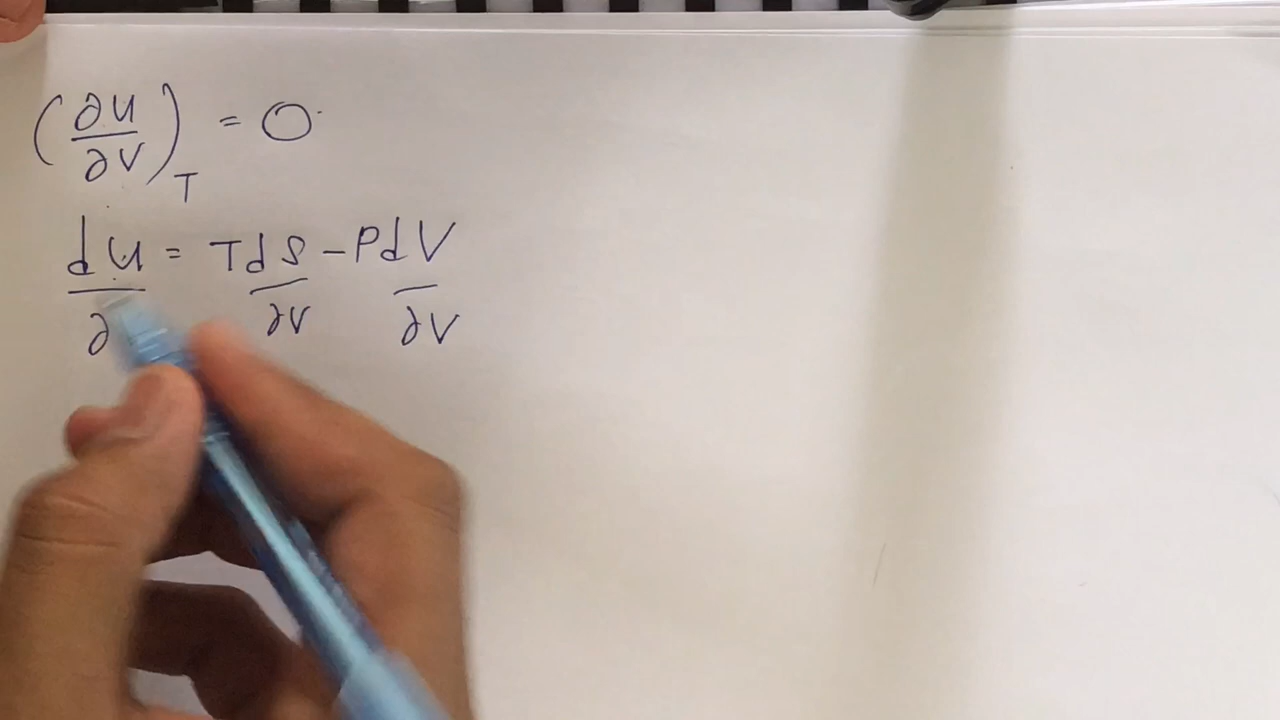 (∂U/∂V)_T = 0
dU = TdS - PdV
∂ ∂V ∂V